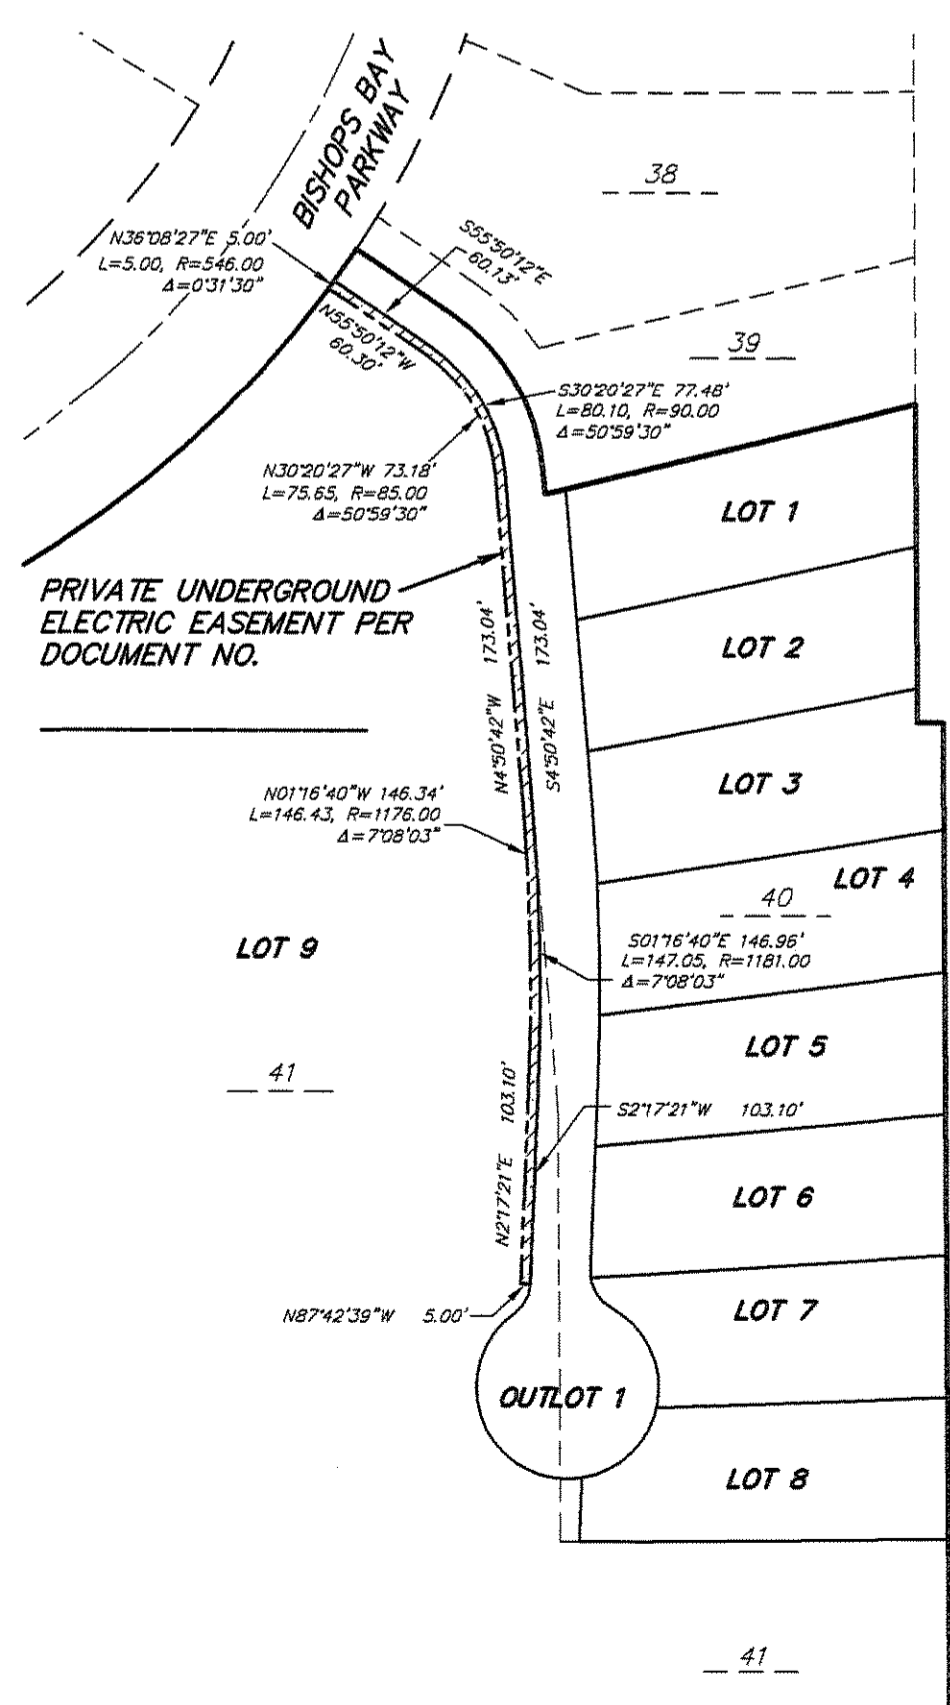 BISHOPS BAY
PARKWAY
38
N36°08'27"E 5.00'
L=5.00, R=546.00
Δ=0°31'30"
S55°50'12"E
60.13'
N55°50'12"W
60.30'
39
S30°20'27"E 77.48'
L=80.10, R=90.00
Δ=50°59'30"
N30°20'27"W 73.18'
L=75.65, R=85.00
Δ=50°59'30"
LOT 1
PRIVATE UNDERGROUND
ELECTRIC EASEMENT PER
DOCUMENT NO.
N4°50'42"W 173.04'
S4°50'42"E 173.04'
LOT 2
LOT 3
N01°16'40"W 146.34'
L=146.43, R=1176.00
Δ=7°08'03"
LOT 4
40
LOT 9
S01°16'40"E 146.96'
L=147.05, R=1181.00
Δ=7°08'03"
LOT 5
41
N2°17'21"E 103.10'
S2°17'21"W 103.10'
LOT 6
N87°42'39"W 5.00'
LOT 7
OUTLOT 1
LOT 8
41